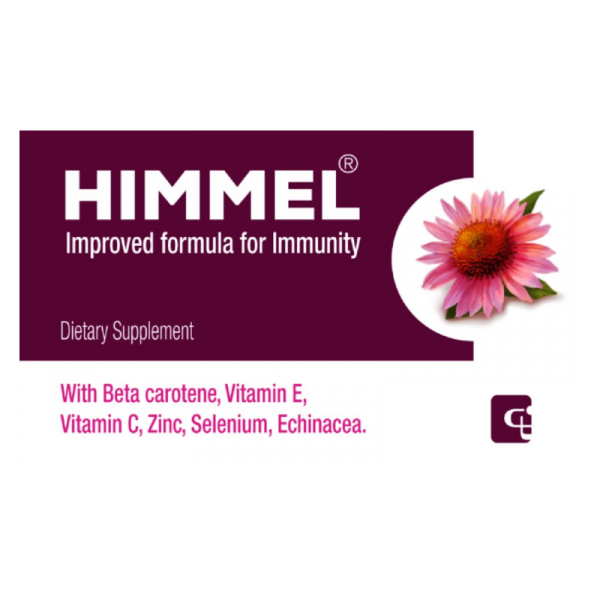 HIMMEL®
Improved formula for Immunity
Dietary Supplement
With Beta carotene, Vitamin E,
Vitamin C, Zinc, Selenium, Echinacea.